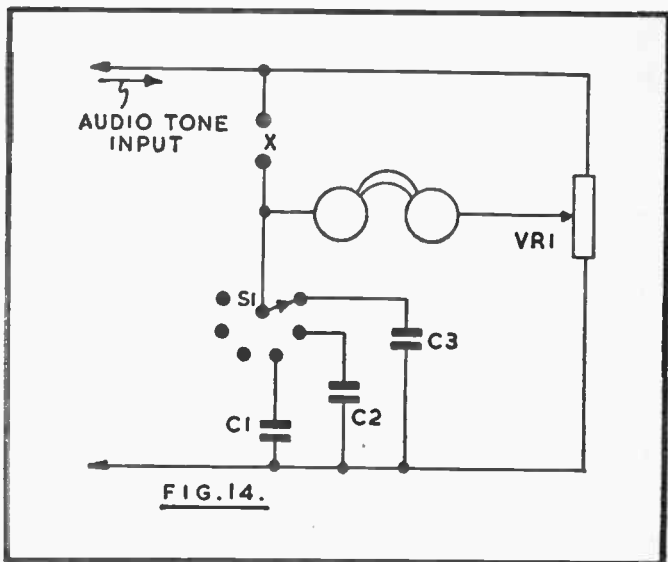 AUDIO TONE
INPUT
X
VR1
S1
C3
C2
C1
FIG.14.